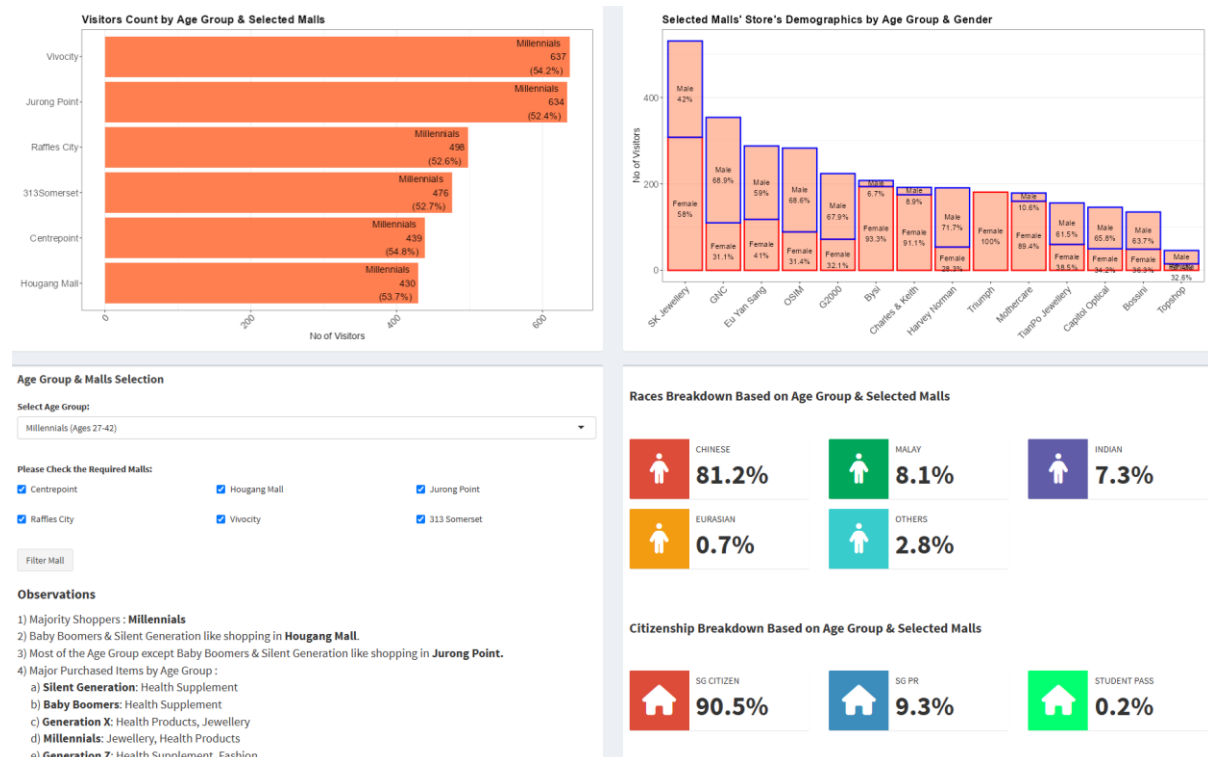 Visitors Count by Age Group & Selected Malls
Vivocity
Millennials
637
(54.2%)
Jurong Point
Millennials
634
(52.4%)
Raffles City
Millennials
498
(52.6%)
313Somerset
Millennials
476
(52.7%)
Centrepoint
Millennials
439
(54.8%)
Hougang Mall
Millennials
430
(53.7%)
0
200
400
600
No of Visitors
Selected Malls' Store's Demographics by Age Group & Gender
No of Visitors
400
200
0
Male
42%
Female
58%
Male
68.9%
Female
31.1%
Male
59%
Female
41%
Male
68.6%
Female
31.4%
Male
67.9%
Female
32.1%
Male
6.7%
Female
93.3%
Male
8.9%
Female
91.1%
Male
71.7%
Female
28.3%
Female
100%
Male
10.6%
Female
89.4%
Male
61.5%
Female
38.5%
Male
65.8%
Female
34.2%
Male
63.7%
Female
36.3%
Male
32.6%
SK Jewellery
GNC
Eu Yan Sang
OSIM
G2000
Bysi
Charles & Keith
Harvey Norman
Triumph
Mothercare
TianPo Jewellery
Capitol Optical
Bossini
Topshop
Age Group & Malls Selection
Select Age Group:
Millennials (Ages 27-42)
Please Check the Required Malls:
Centrepoint
Hougang Mall
Jurong Point
Raffles City
Vivocity
313 Somerset
Filter Mall
Observations
1) Majority Shoppers : Millennials
2) Baby Boomers & Silent Generation like shopping in Hougang Mall.
3) Most of the Age Group except Baby Boomers & Silent Generation like shopping in Jurong Point.
4) Major Purchased Items by Age Group :
a) Silent Generation: Health Supplement
b) Baby Boomers: Health Supplement
c) Generation X: Health Products, Jewellery
d) Millennials: Jewellery, Health Products
e) Generation Z: Health Supplement, Fashion
Races Breakdown Based on Age Group & Selected Malls
CHINESE
81.2%
MALAY
8.1%
INDIAN
7.3%
EURASIAN
0.7%
OTHERS
2.8%
Citizenship Breakdown Based on Age Group & Selected Malls
SG CITIZEN
90.5%
SG PR
9.3%
STUDENT PASS
0.2%